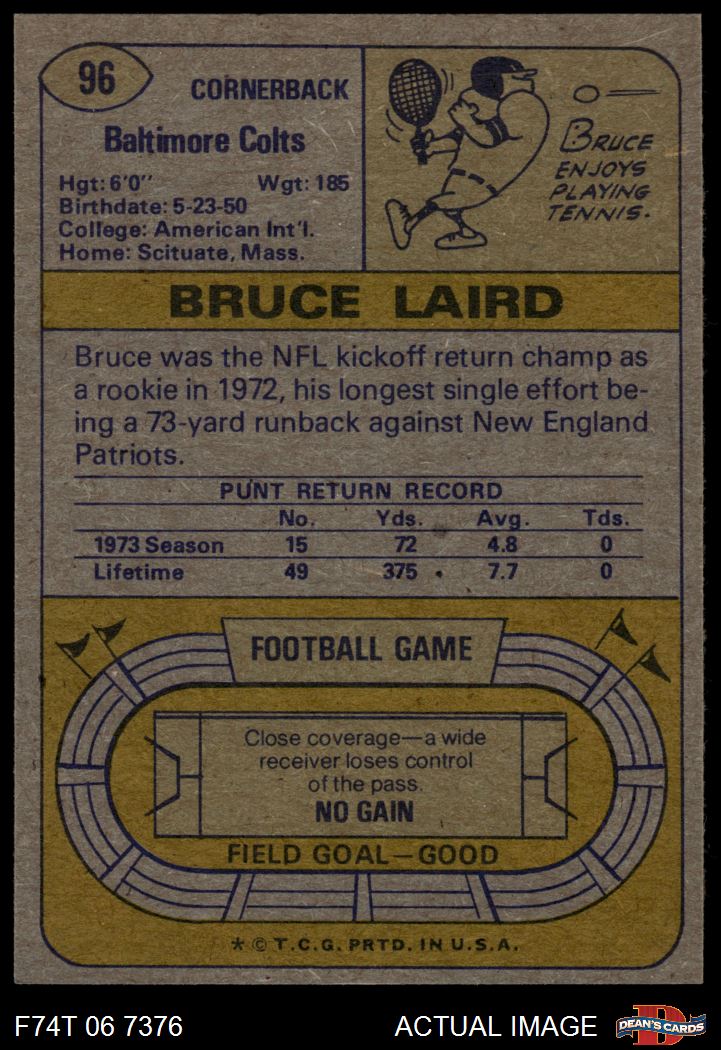 96
CORNERBACK
Baltimore Colts
Hgt: 6'0'' Wgt: 185
Birthdate: 5-23-50
College: American Int'l.
Home: Scituate, Mass.
BRUCE
ENJOYS
PLAYING
TENNIS.
BRUCE LAIRD
Bruce was the NFL kickoff return champ as
a rookie in 1972, his longest single effort be-
ing a 73-yard runback against New England
Patriots.
PUNT RETURN RECORD
No. Yds. Avg. Tds.
1973 Season 15 72 4.8 0
Lifetime 49 375 7.7 0
FOOTBALL GAME
Close coverage—a wide
receiver loses control
of the pass.
NO GAIN
FIELD GOAL—GOOD
* © T.C.G. PRTD. IN U.S.A.
F74T 06 7376 ACTUAL IMAGE
D
DEAN'S CARDS